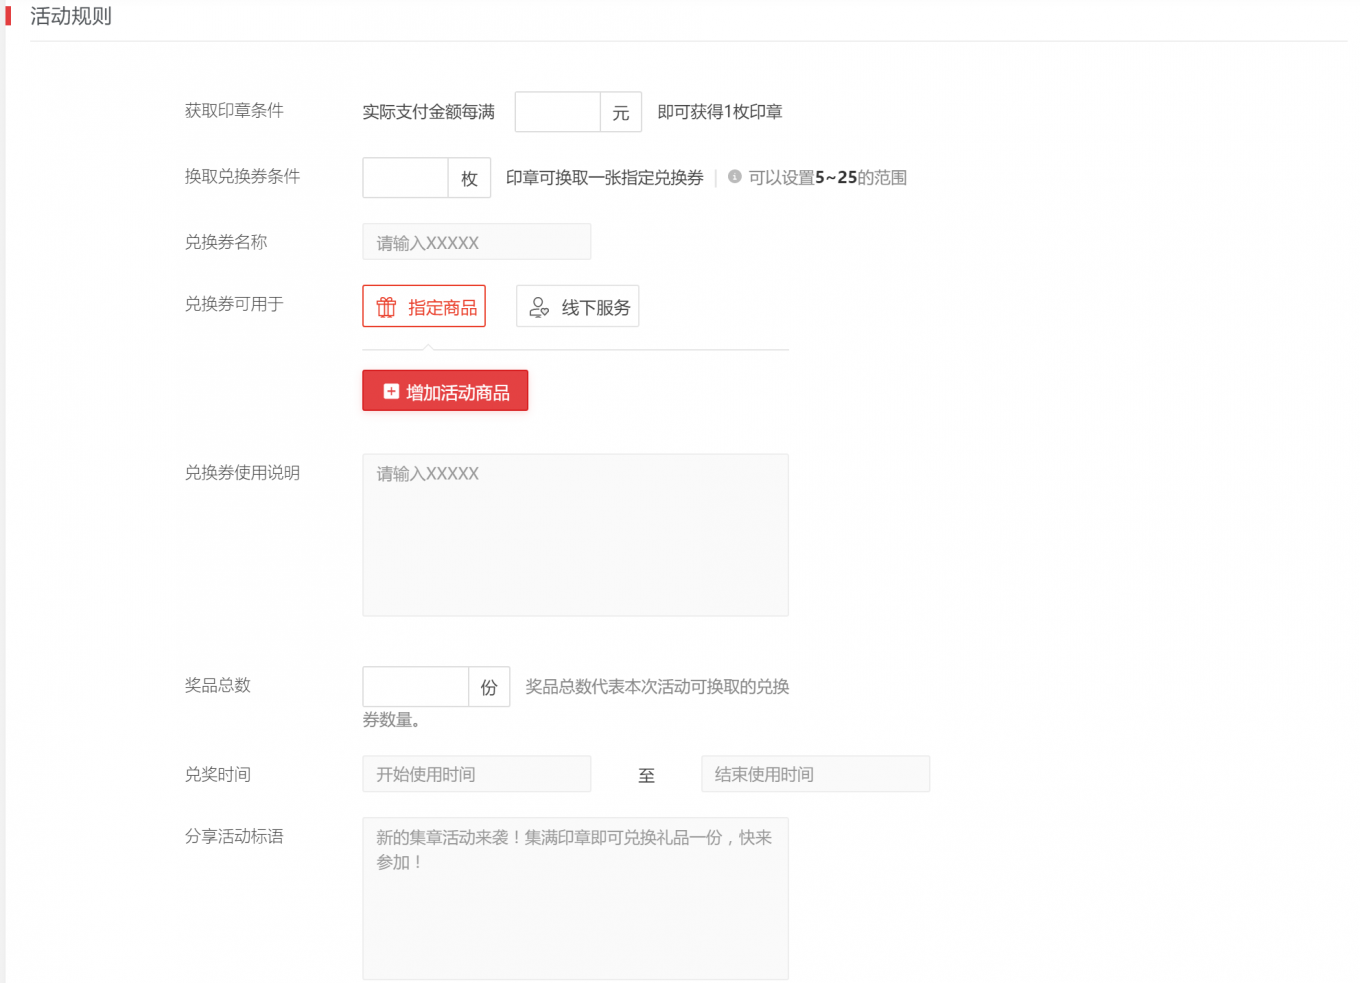 活动规则
获取印章条件 实际支付金额每满 元 即可获得1枚印章
换取兑换券条件 枚 印章可换取一张指定兑换券 可以设置5~25的范围
兑换券名称 请输入XXXXX
兑换券可用于 指定商品 线下服务
增加活动商品
兑换券使用说明 请输入XXXXX
奖品总数 份 奖品总数代表本次活动可换取的兑换
券数量。
兑奖时间 开始使用时间 至 结束使用时间
分享活动标语 新的集章活动来袭！集满印章即可兑换礼品一份，快来
参加！